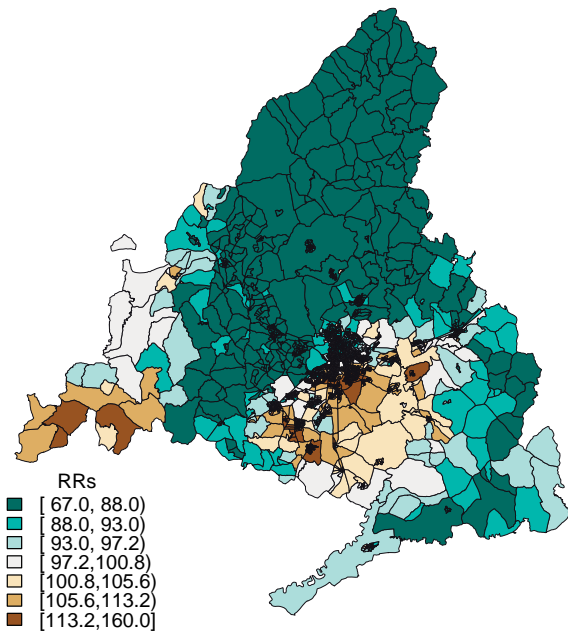 RRs
[ 67.0, 88.0)
[ 88.0, 93.0)
[ 93.0, 97.2)
[ 97.2,100.8)
[100.8,105.6)
[105.6,113.2)
[113.2,160.0]